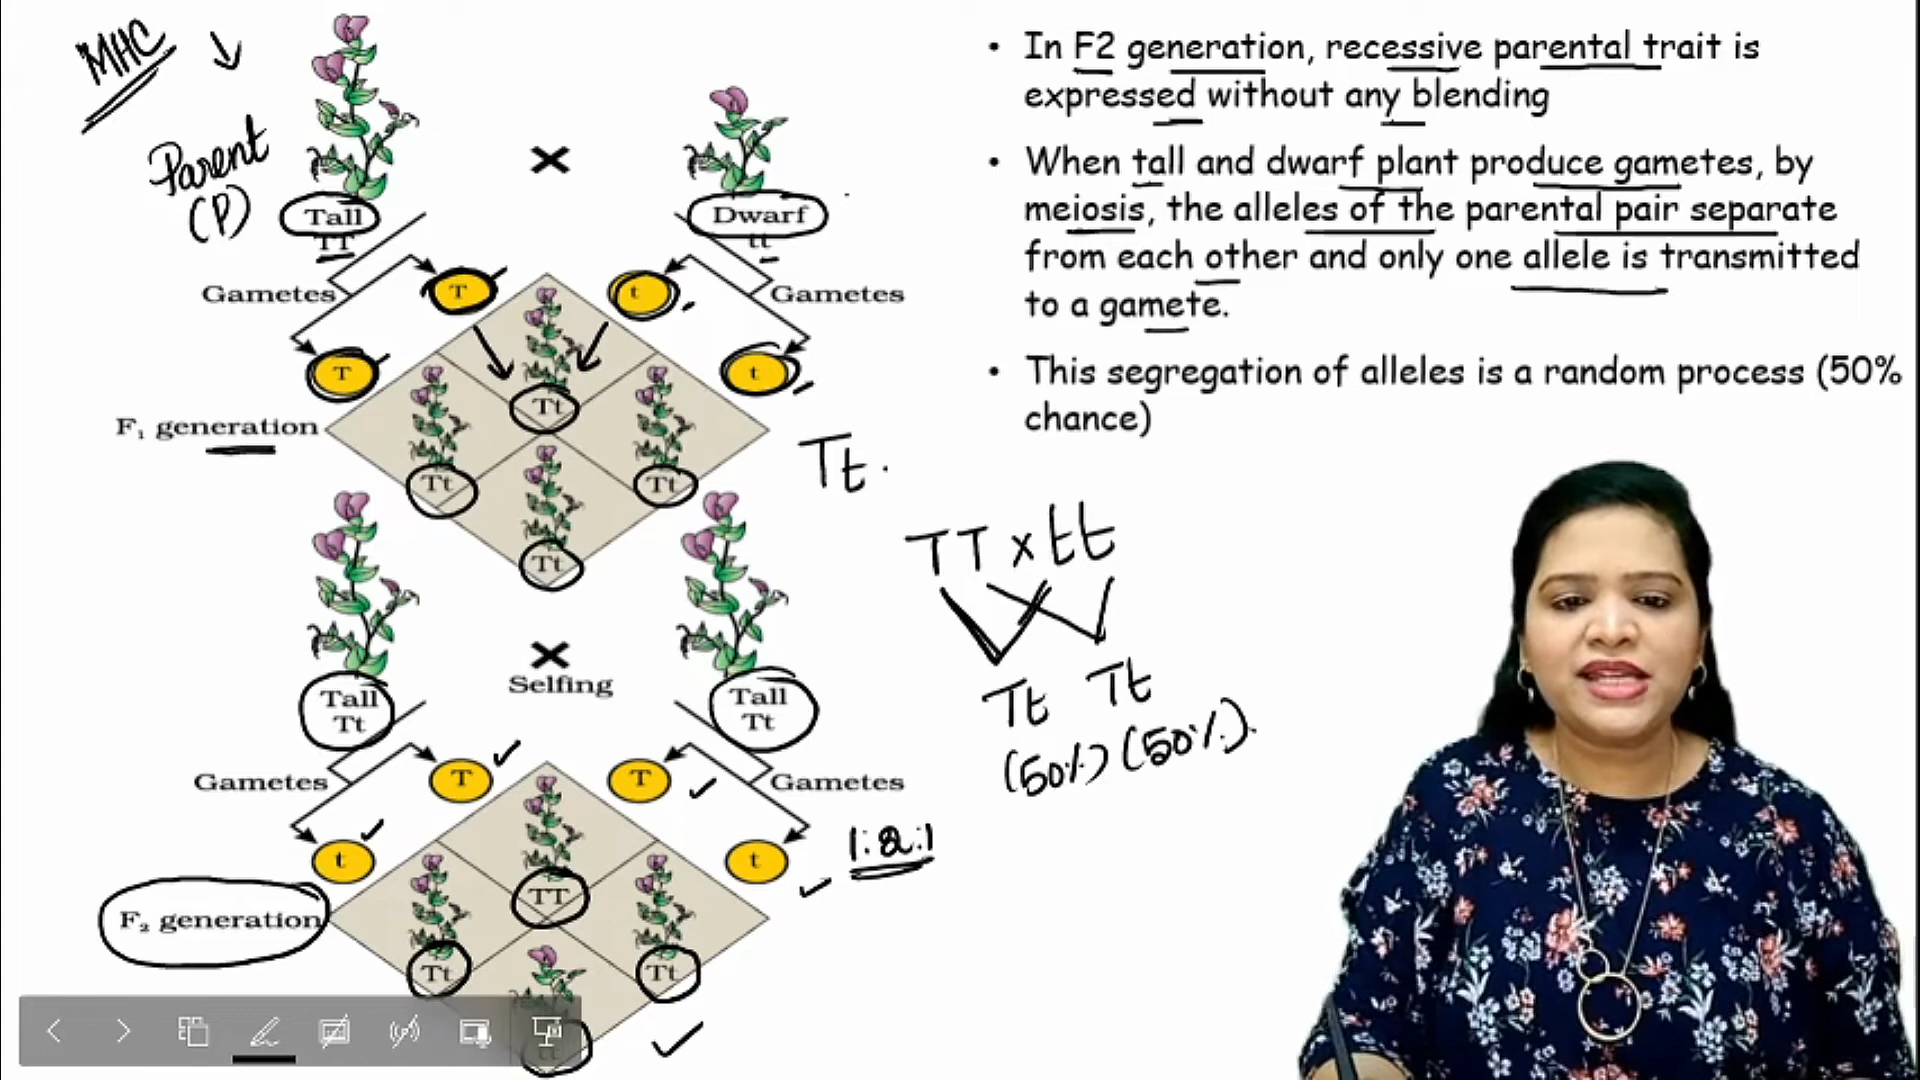 MHC
Parent
(P)
Tall
TT
Dwarf
tt
Gametes
T
t
Gametes
T
t
Tt
F₁ generation
Tt
Tt
Tt
Tt.
TT x tt
Tt Tt
(50%) (50%).
Selfing
Tall
Tt
Tall
Tt
Gametes
T
T
Gametes
t
t
1:2:1
F₂ generation
TT
Tt
Tt
tt
• In F2 generation, recessive parental trait is
expressed without any blending
• When tall and dwarf plant produce gametes, by
meiosis, the alleles of the parental pair separate
from each other and only one allele is transmitted
to a gamete.
• This segregation of alleles is a random process (50%
chance)